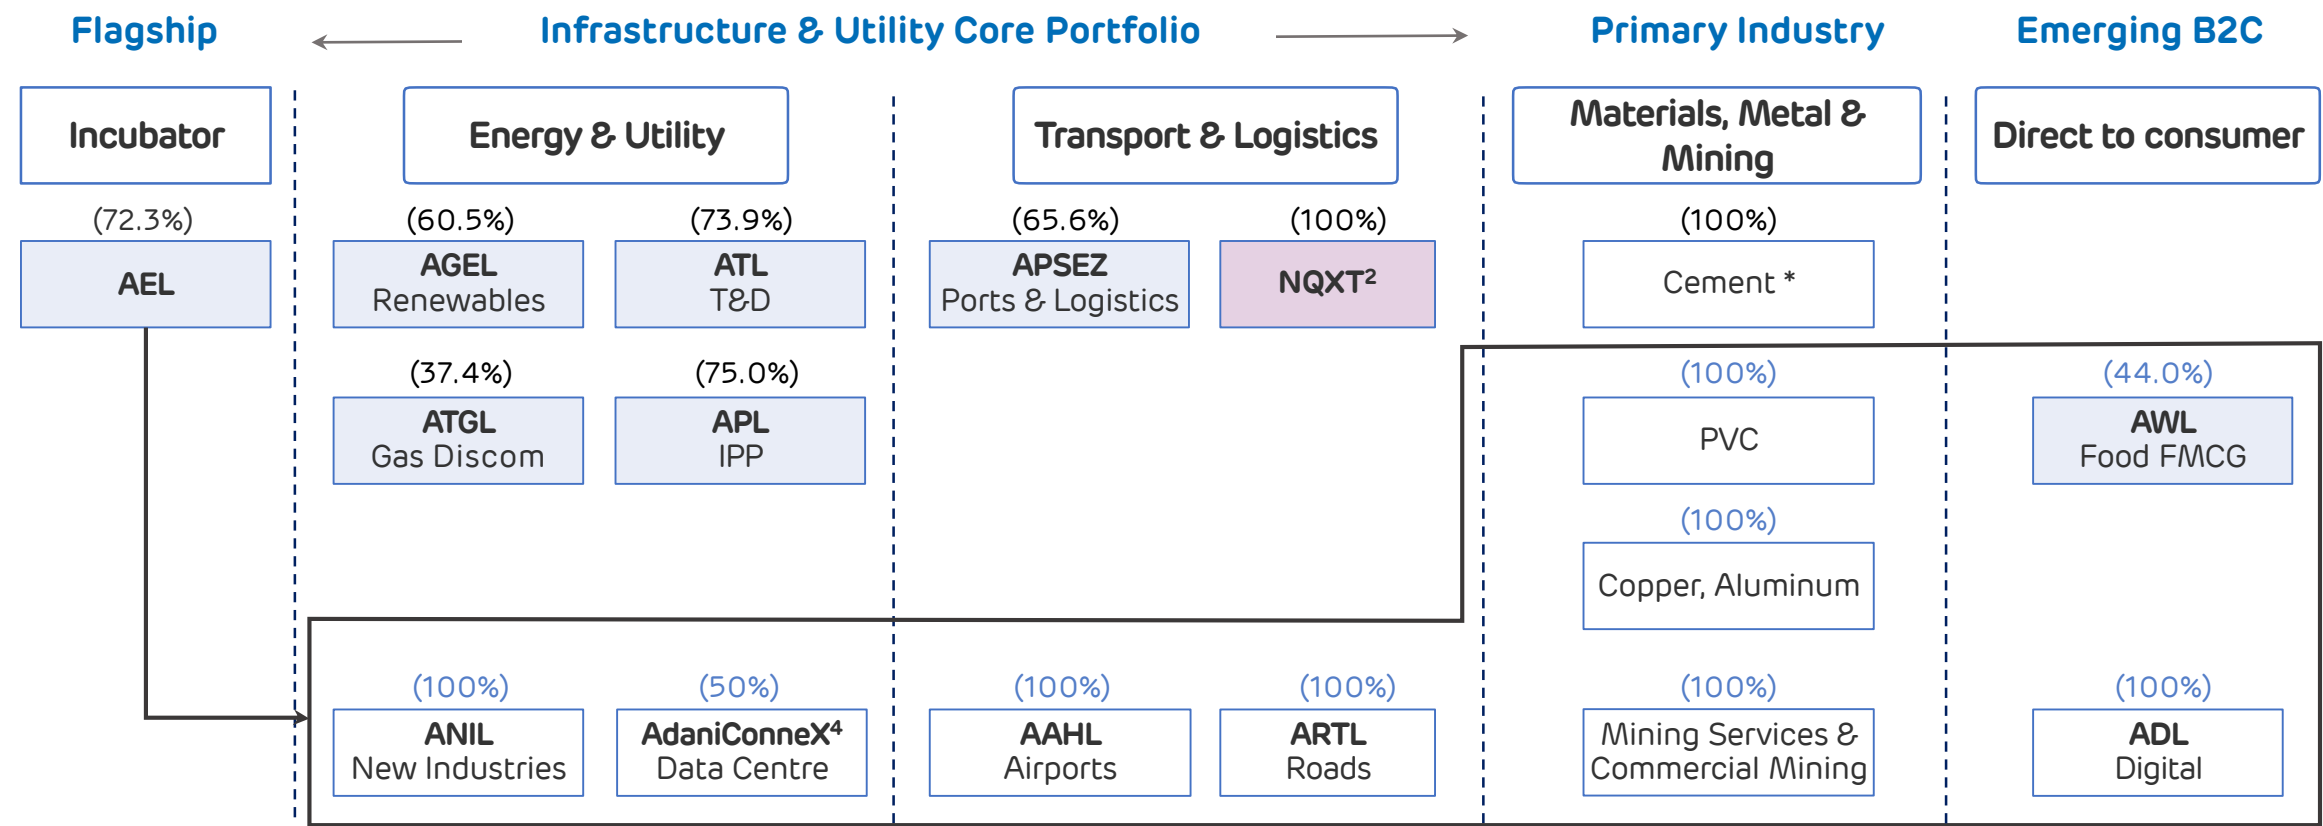 Flagship
Infrastructure & Utility Core Portfolio
Primary Industry
Emerging B2C
Incubator
Energy & Utility
Transport & Logistics
Materials, Metal &
Mining
Direct to consumer
(72.3%)
(60.5%)
(73.9%)
(65.6%)
(100%)
(100%)
AEL
AGEL
Renewables
ATL
T&D
APSEZ
Ports & Logistics
NQXT²
Cement *
(37.4%)
(75.0%)
(100%)
(44.0%)
ATGL
Gas Discom
APL
IPP
PVC
AWL
Food FMCG
(100%)
Copper, Aluminum
(100%)
(50%)
(100%)
(100%)
(100%)
(100%)
ANIL
New Industries
AdaniConneX⁴
Data Centre
AAHL
Airports
ARTL
Roads
Mining Services &
Commercial Mining
ADL
Digital